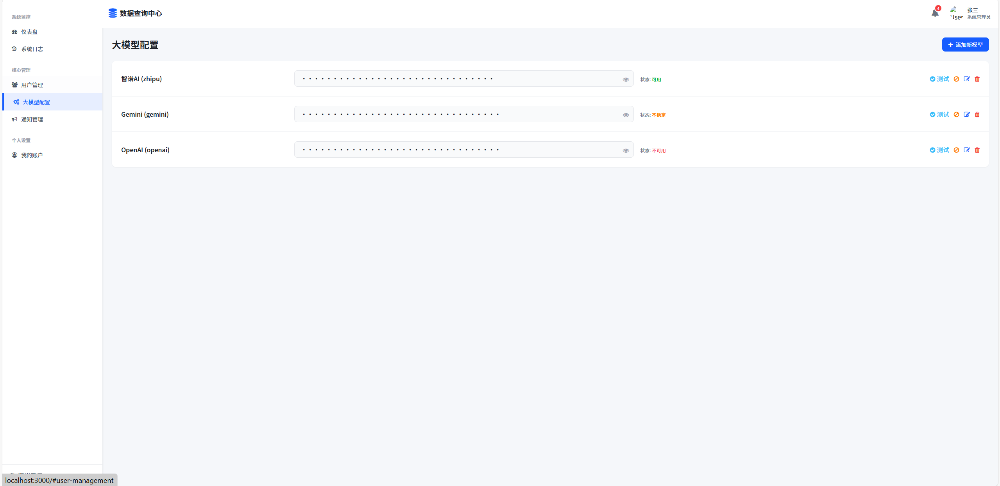 系统监控
仪表盘
系统日志
核心管理
用户管理
大模型配置
通知管理
个人设置
我的账户
localhost:3000/#user-management
数据查询中心
4
User
张三
系统管理员
大模型配置
添加新模型
智谱AI (zhipu)
状态: 可用
测试
Gemini (gemini)
状态: 不稳定
测试
OpenAI (openai)
状态: 不可用
测试